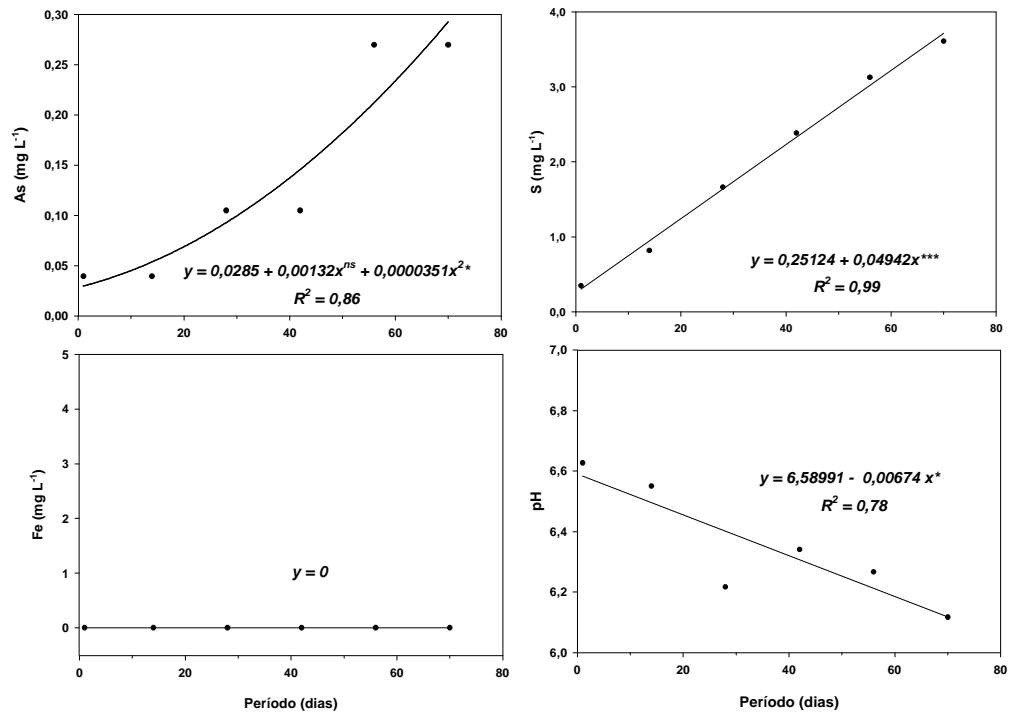 0,30
0,25
0,20
0,15
0,10
0,05
0,00
As (mg L⁻¹)
y = 0,0285 + 0,00132xⁿˢ + 0,0000351x²*
R² = 0,86
0 20 40 60 80
4,0
3,0
2,0
1,0
0,0
S (mg L⁻¹)
y = 0,25124 + 0,04942x***
R² = 0,99
0 20 40 60 80
5
4
3
2
1
0
Fe (mg L⁻¹)
y = 0
0 20 40 60 80
Período (dias)
7,0
6,8
6,6
6,4
6,2
6,0
pH
y = 6,58991 - 0,00674 x*
R² = 0,78
0 20 40 60 80
Período (dias)